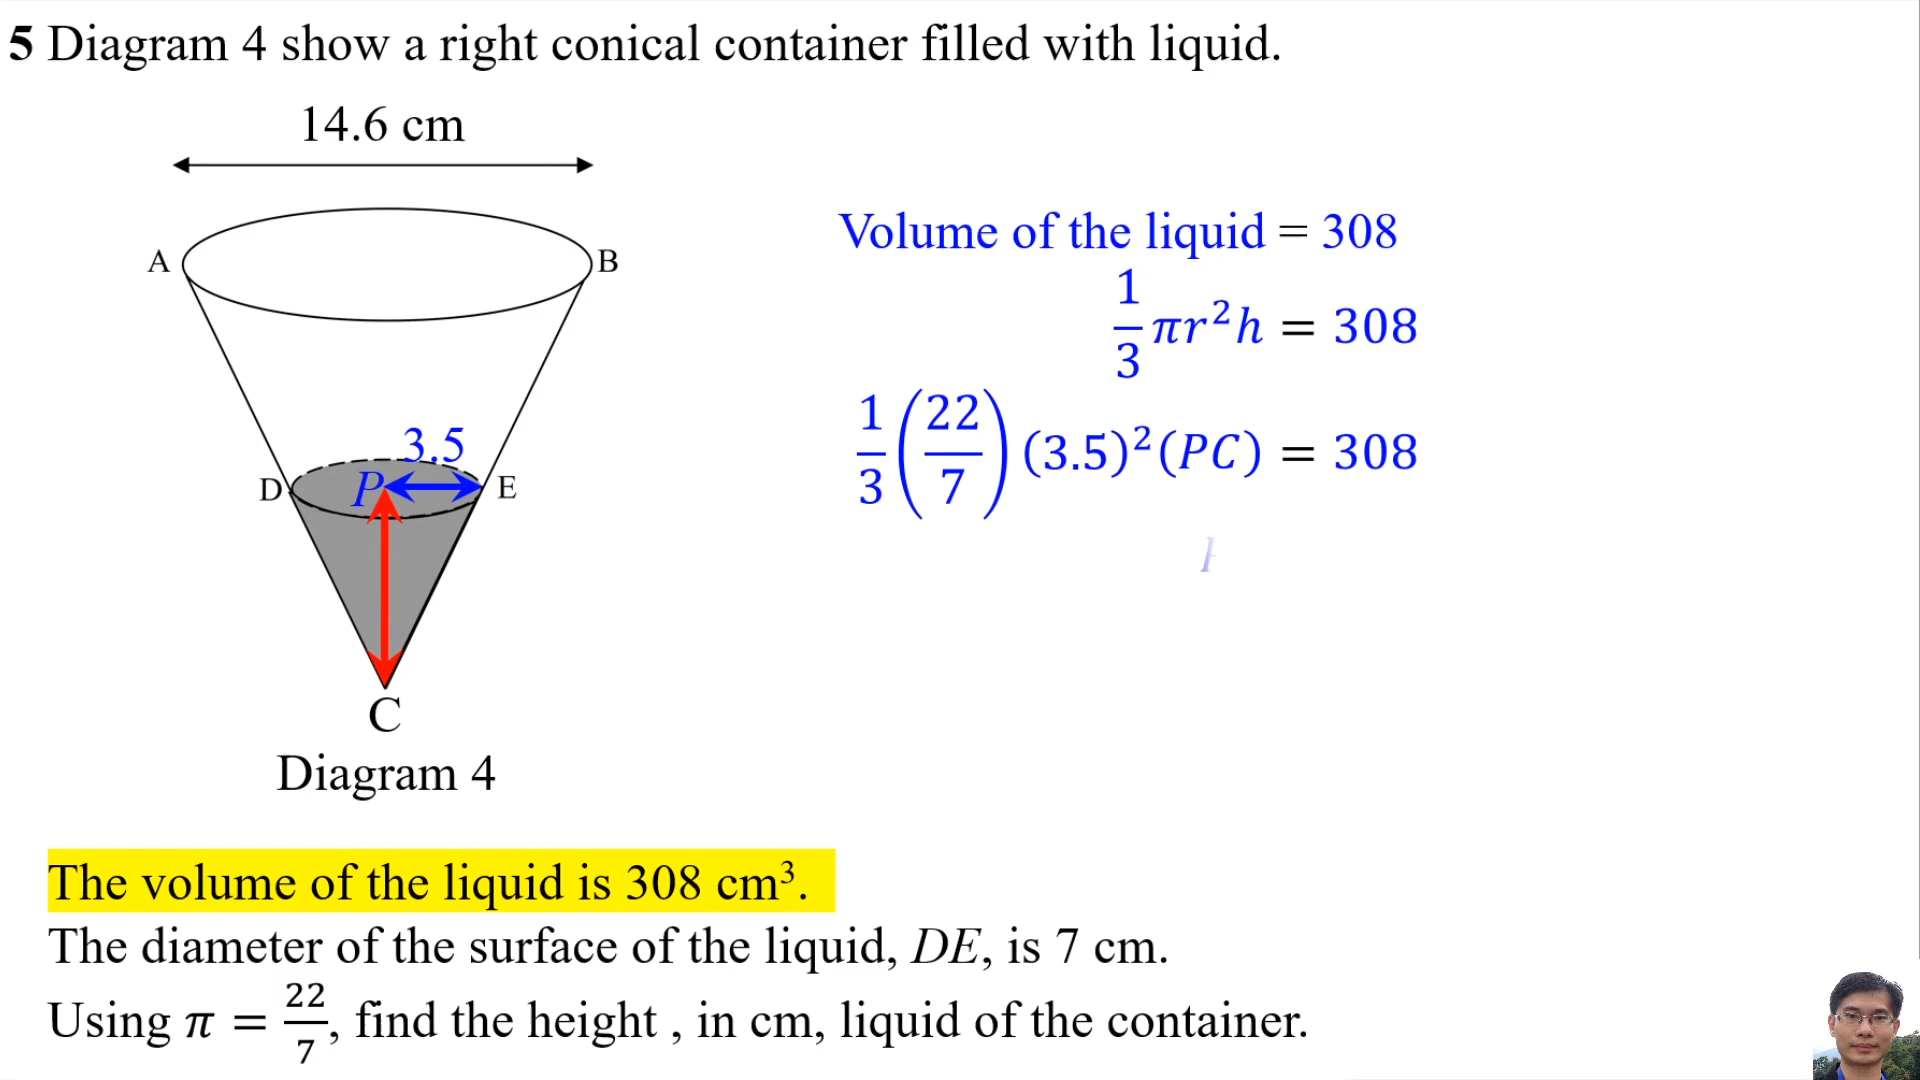 5 Diagram 4 show a right conical container filled with liquid.
14.6 cm
A
B
3.5
D
P
E
C
Diagram 4
Volume of the liquid = 308
1/3 πr²h = 308
1/3 (22/7) (3.5)²(PC) = 308
The volume of the liquid is 308 cm³.
The diameter of the surface of the liquid, DE, is 7 cm.
Using π = 22/7, find the height , in cm, liquid of the container.